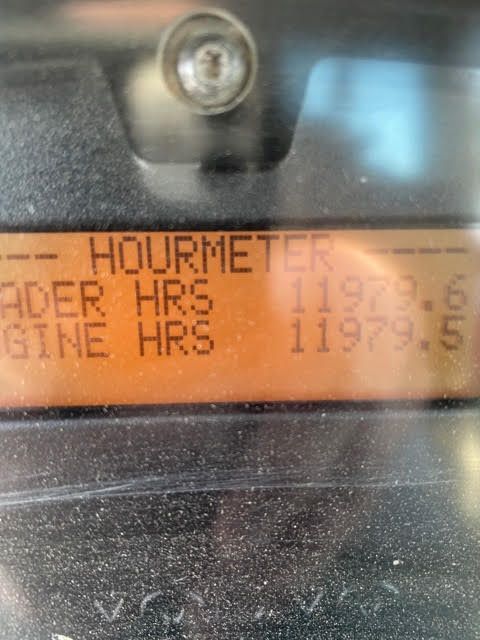 --- HOURMETER ----
ADER HRS 11979.6
GINE HRS 11979.5